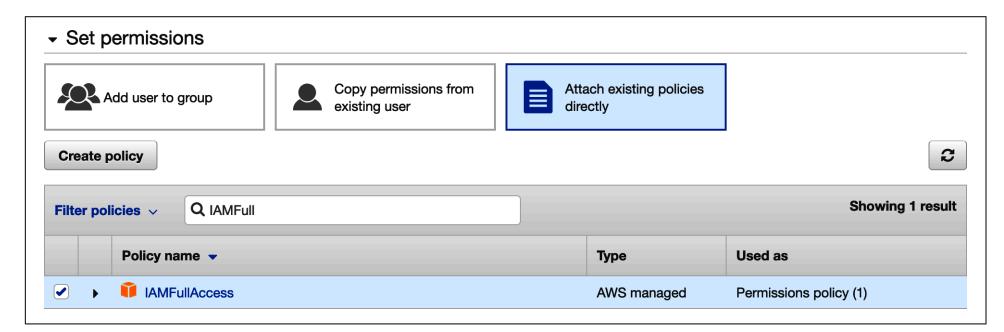 Set permissions
Add user to group
Copy permissions from
existing user
Attach existing policies
directly
Create policy
Filter policies IAMFull Showing 1 result
Policy name Type Used as
IAMFullAccess AWS managed Permissions policy (1)